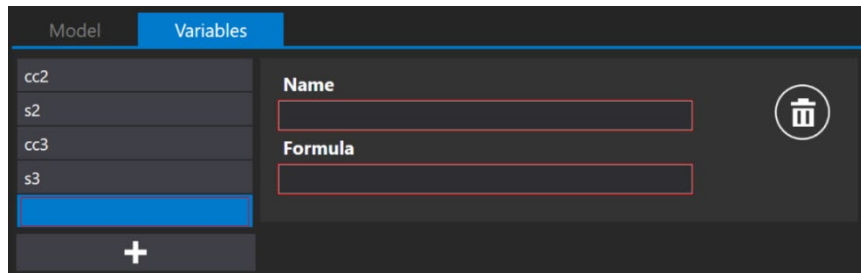 Model Variables
cc2
s2
cc3
s3
Name
Formula